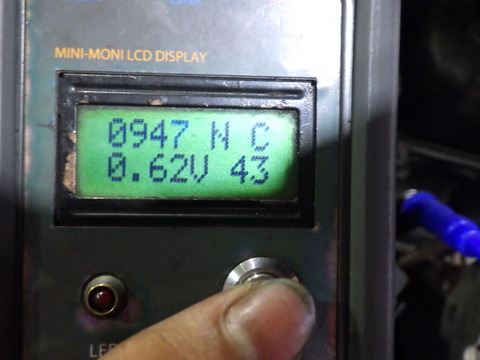 MINI-MONI LCD DISPLAY
0947 N C
0.62V 43